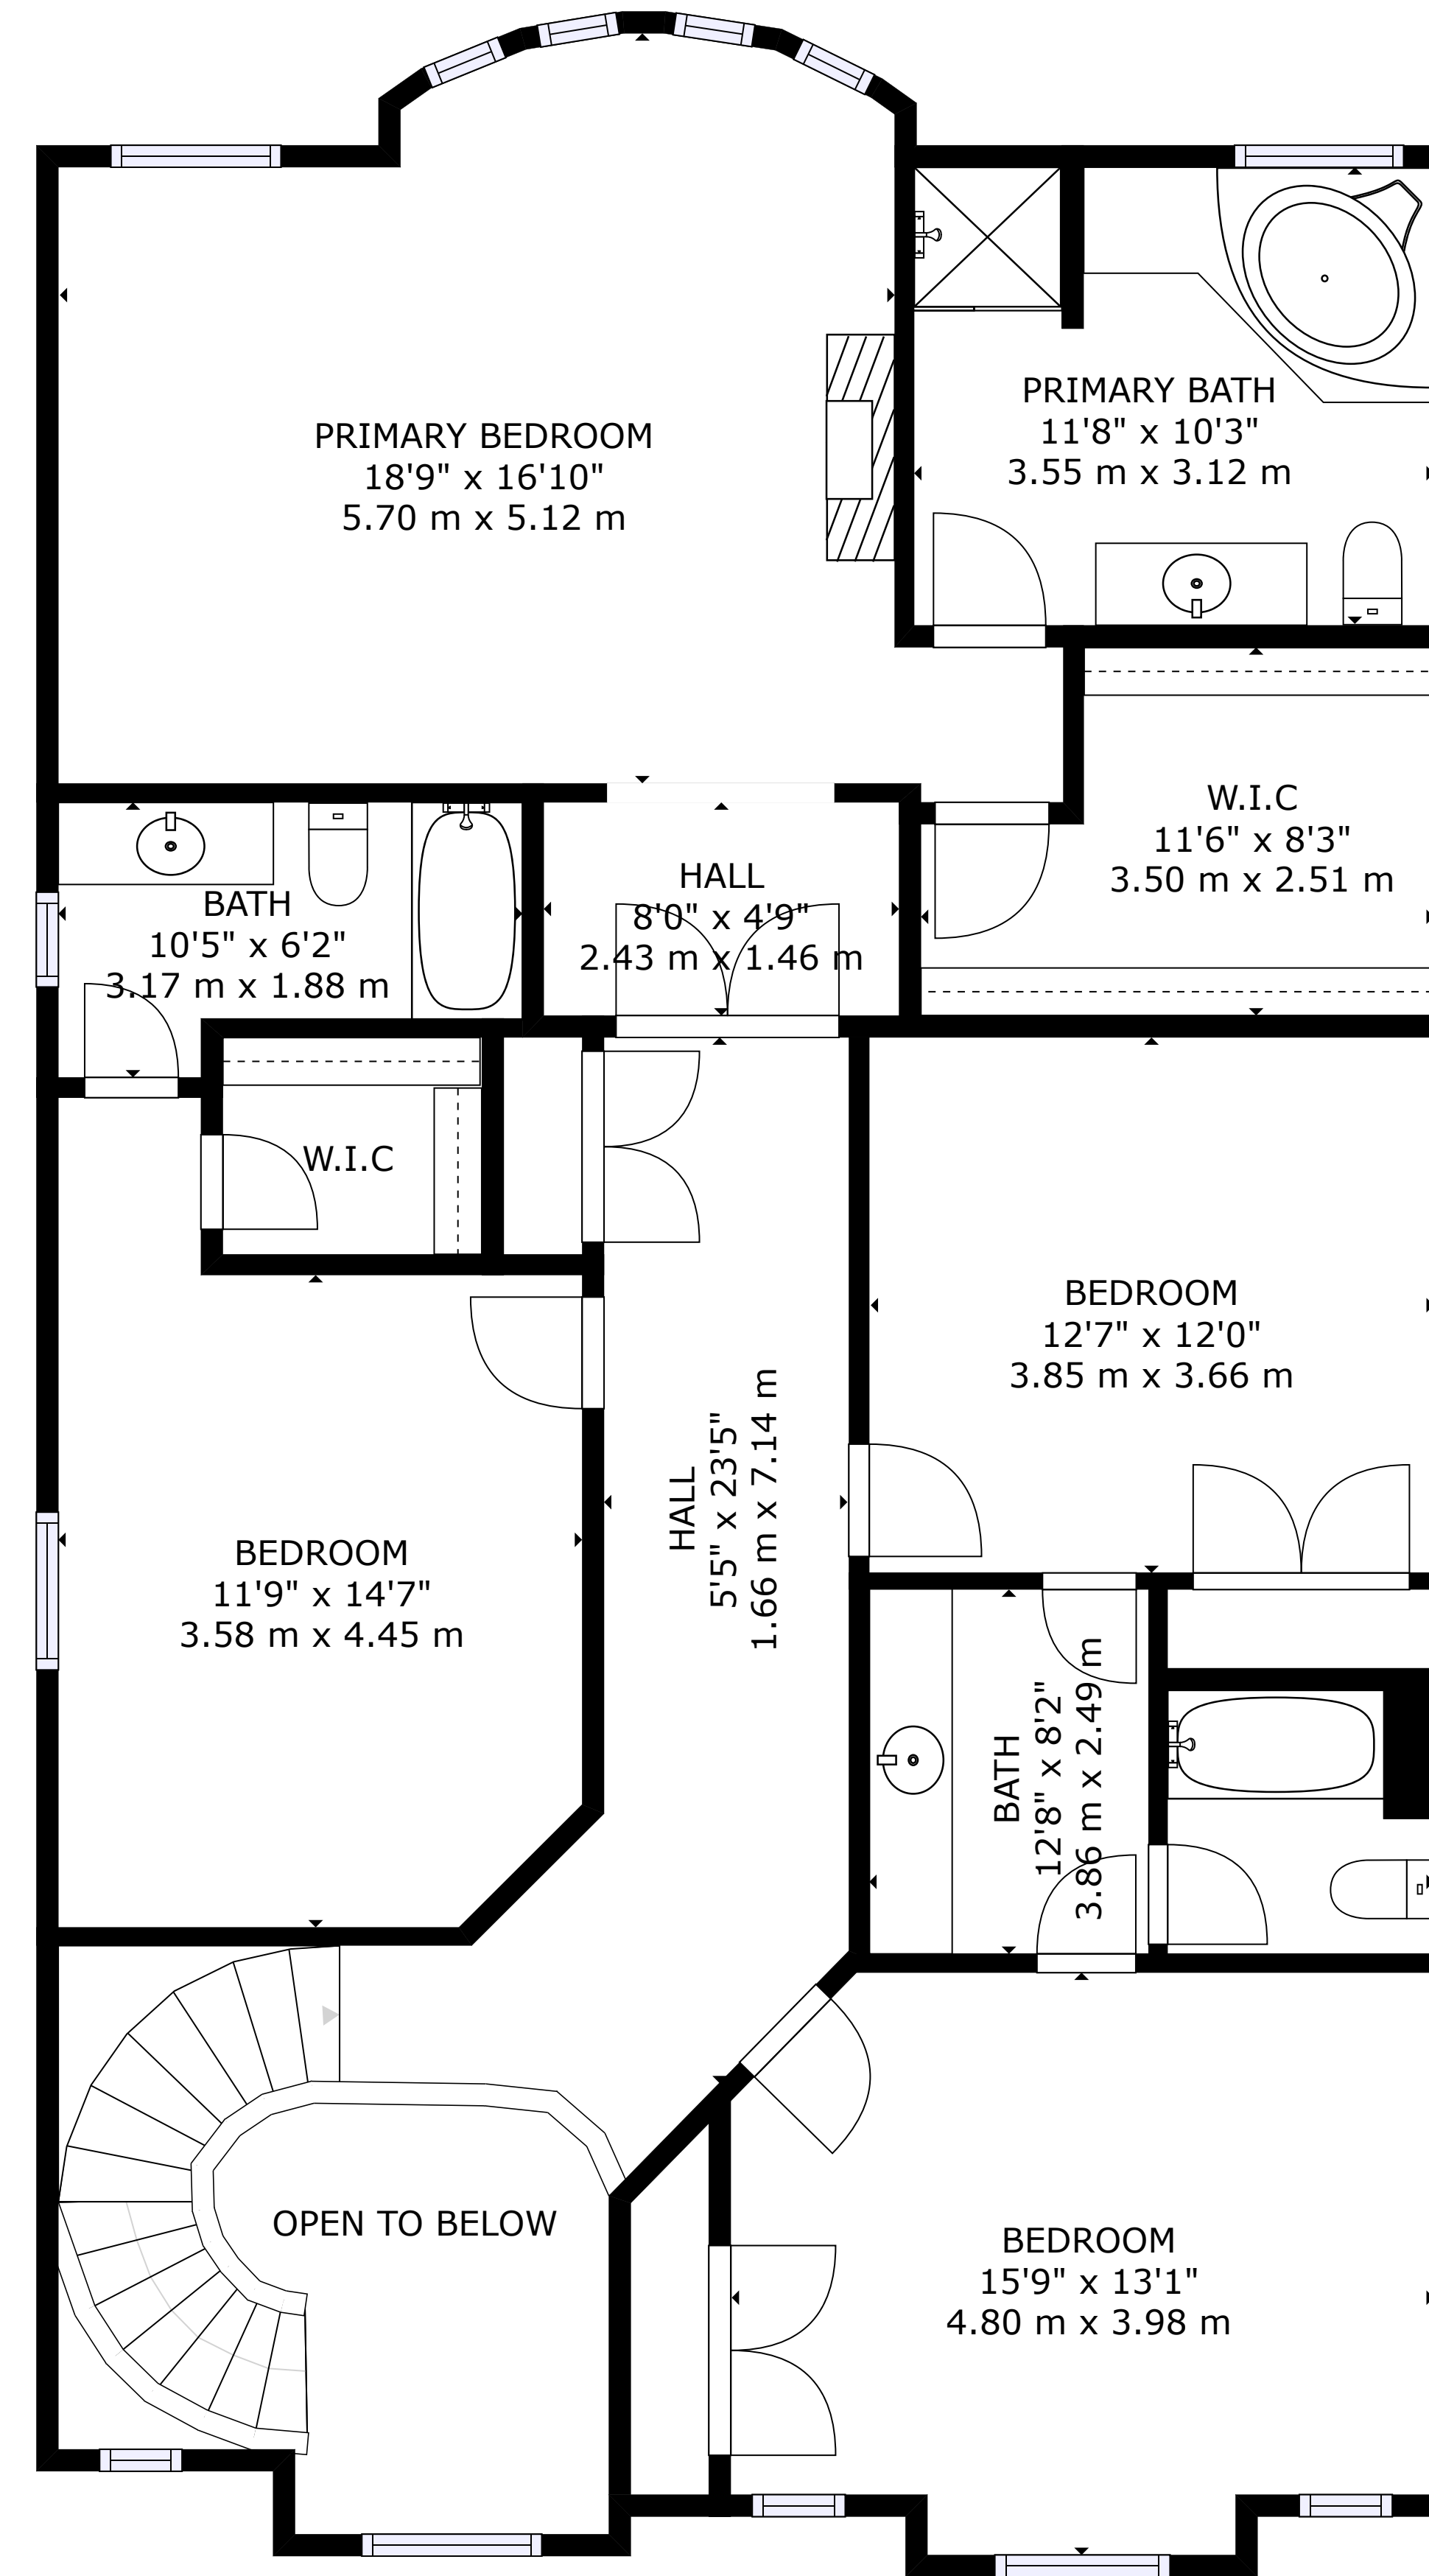 PRIMARY BEDROOM
18'9" x 16'10"
5.70 m x 5.12 m
PRIMARY BATH
11'8" x 10'3"
3.55 m x 3.12 m
W.I.C
11'6" x 8'3"
3.50 m x 2.51 m
HALL
8'0" x 4'9"
2.43 m x 1.46 m
BATH
10'5" x 6'2"
3.17 m x 1.88 m
W.I.C
BEDROOM
12'7" x 12'0"
3.85 m x 3.66 m
HALL
5'5" x 23'5"
1.66 m x 7.14 m
BEDROOM
11'9" x 14'7"
3.58 m x 4.45 m
BATH
12'8" x 8'2"
3.86 m x 2.49 m
OPEN TO BELOW
BEDROOM
15'9" x 13'1"
4.80 m x 3.98 m